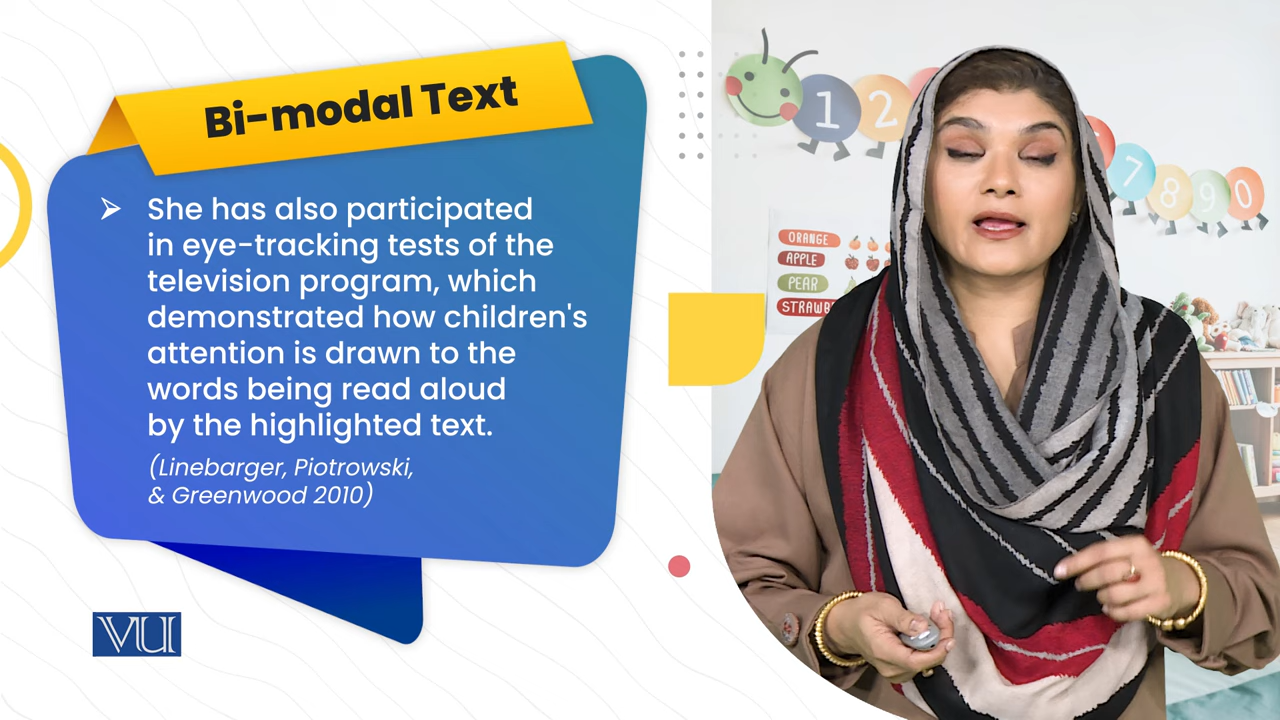 Bi-modal Text
➢ She has also participated
in eye-tracking tests of the
television program, which
demonstrated how children's
attention is drawn to the
words being read aloud
by the highlighted text.
(Linebarger, Piotrowski,
& Greenwood 2010)
VU
1 2
7 8 9 0
ORANGE
APPLE
PEAR
STRAWB